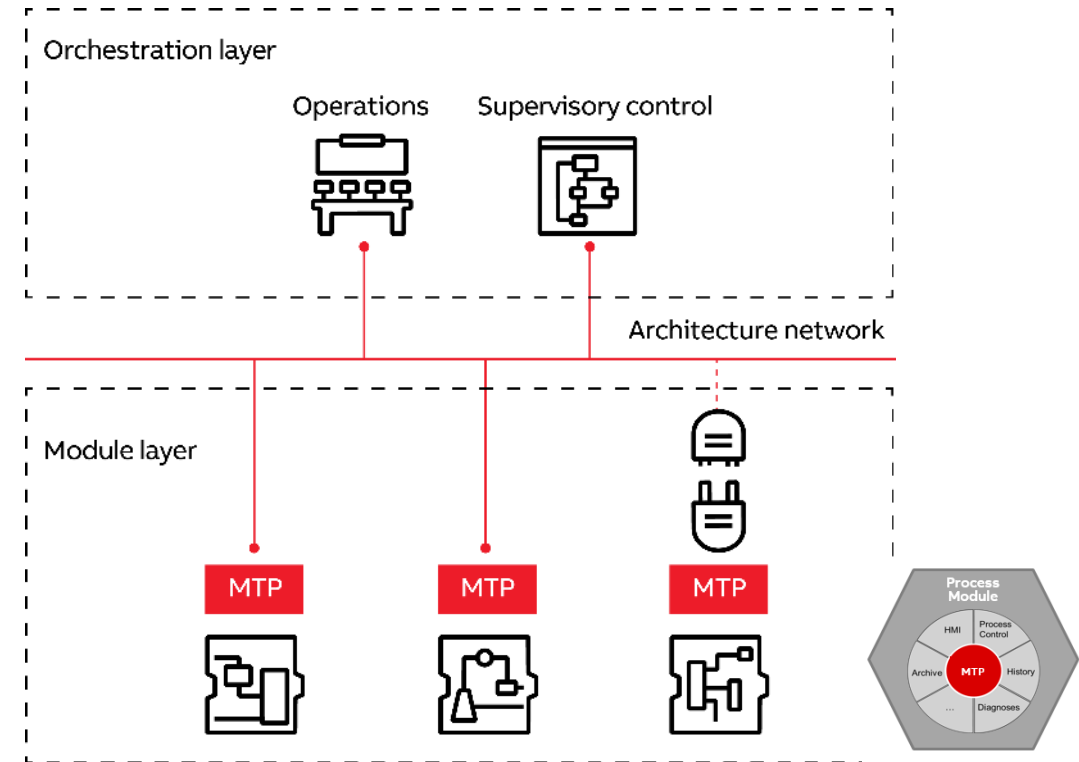 Orchestration layer
Operations
Supervisory control
Architecture network
Module layer
MTP
MTP
MTP
Process
Module
HMI
Process
Control
Archive
MTP
History
...
Diagnoses